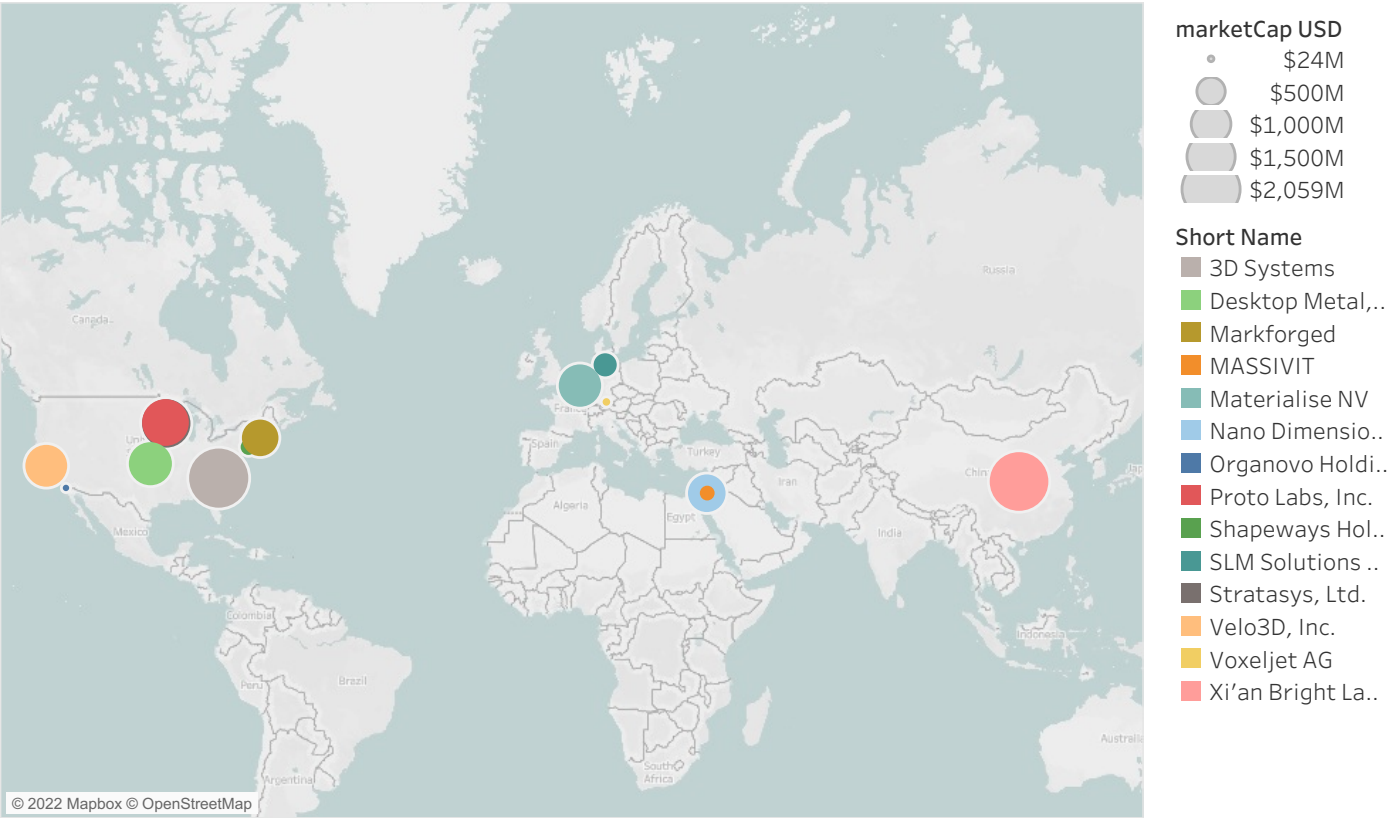 Canada
Russia
Uni
France
Spain
Turkey
Iran
Chin
Jap
Algeria
Egypt
India
Mexico
Colombia
Indonesia
Peru
Brazil
South
Africa
Australia
Argentina
© 2022 Mapbox © OpenStreetMap
marketCap USD
$24M
$500M
$1,000M
$1,500M
$2,059M
Short Name
3D Systems
Desktop Metal,..
Markforged
MASSIVIT
Materialise NV
Nano Dimensio..
Organovo Holdi..
Proto Labs, Inc.
Shapeways Hol..
SLM Solutions ..
Stratasys, Ltd.
Velo3D, Inc.
Voxeljet AG
Xi’an Bright La..